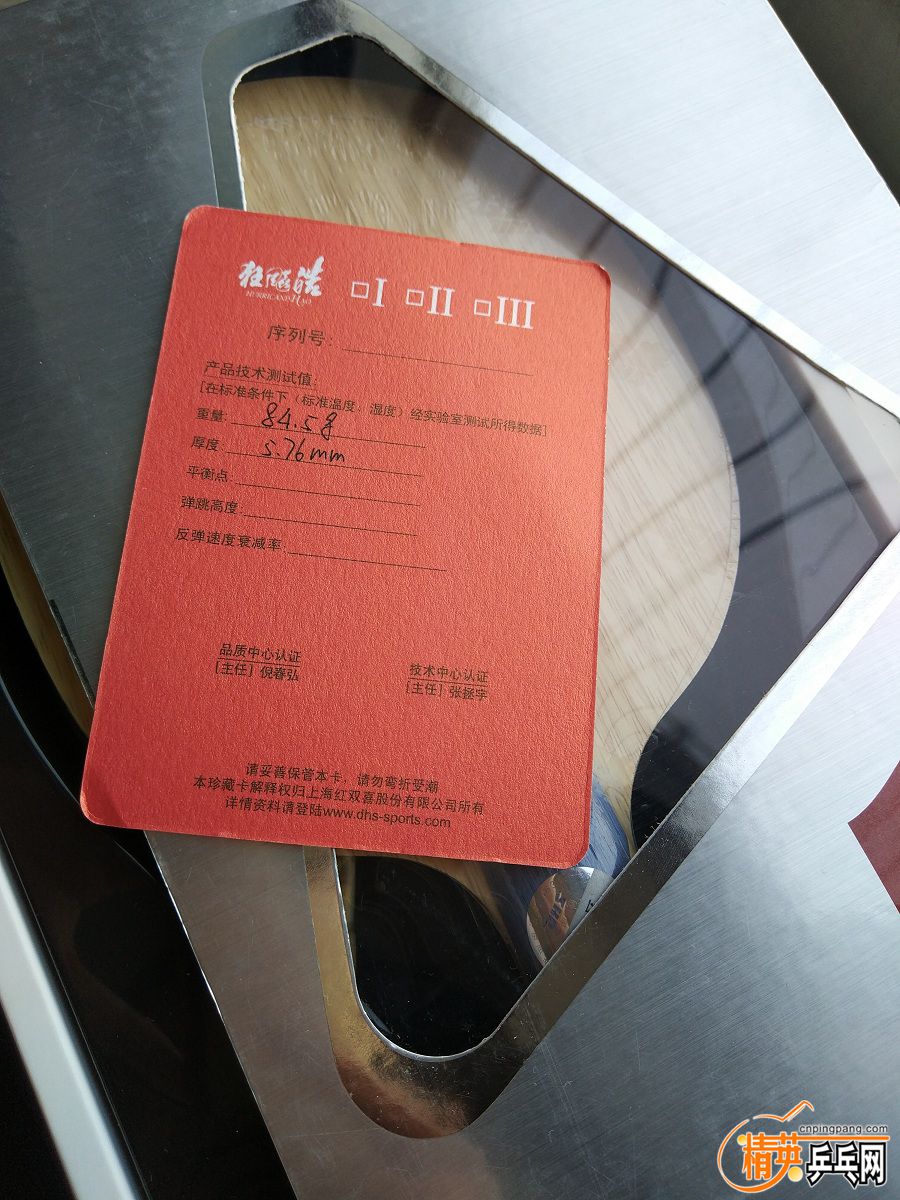 狂飚皓 □I □II □III
HURRICANE HAO
序列号:
产品技术测试值:
[在标准条件下(标准温度、湿度)经实验室测试所得数据]
重量: 84.5g
厚度: 5.76mm
平衡点:
弹跳高度:
反弹速度衰减率:
品质中心认证
[主任] 倪春弘
技术中心认证
[主任] 张拯宇
请妥善保管本卡,请勿弯折受潮
本珍藏卡解释权归上海红双喜股份有限公司所有
详情资料请登陆www.dhs-sports.com
cnpingpang.com
精英乒乓网